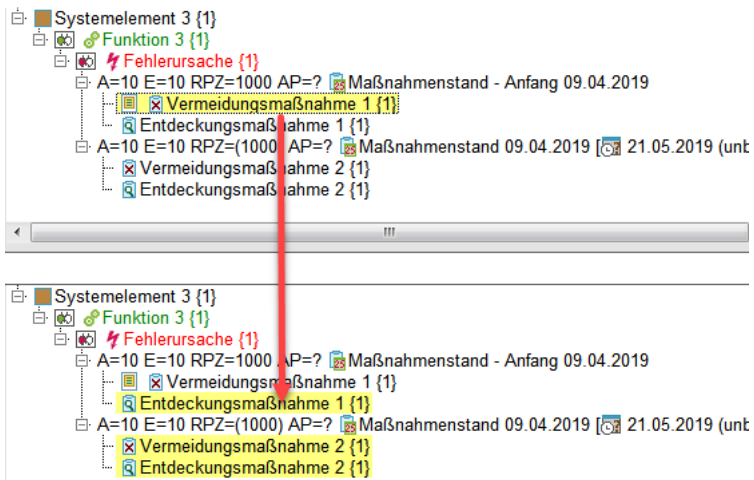 Systemelement 3 {1}
Funktion 3 {1}
Fehlerursache {1}
A=10 E=10 RPZ=1000 AP=? Maßnahmenstand - Anfang 09.04.2019
Vermeidungsmaßnahme 1 {1}
Entdeckungsmaßnahme 1 {1}
A=10 E=10 RPZ=(1000) AP=? Maßnahmenstand 09.04.2019 [ 21.05.2019 (unb
Vermeidungsmaßnahme 2 {1}
Entdeckungsmaßnahme 2 {1}
Systemelement 3 {1}
Funktion 3 {1}
Fehlerursache {1}
A=10 E=10 RPZ=1000 AP=? Maßnahmenstand - Anfang 09.04.2019
Vermeidungsmaßnahme 1 {1}
Entdeckungsmaßnahme 1 {1}
A=10 E=10 RPZ=(1000) AP=? Maßnahmenstand 09.04.2019 [ 21.05.2019 (unb
Vermeidungsmaßnahme 2 {1}
Entdeckungsmaßnahme 2 {1}